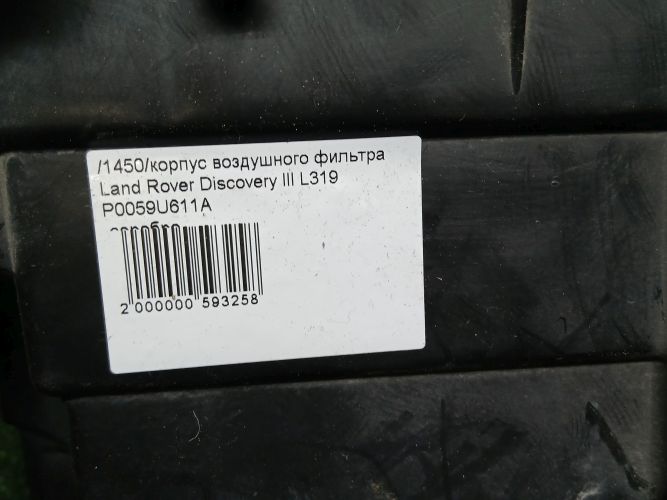 /1450/корпус воздушного фильтра
Land Rover Discovery III L319
P0059U611A
2 000000 593258